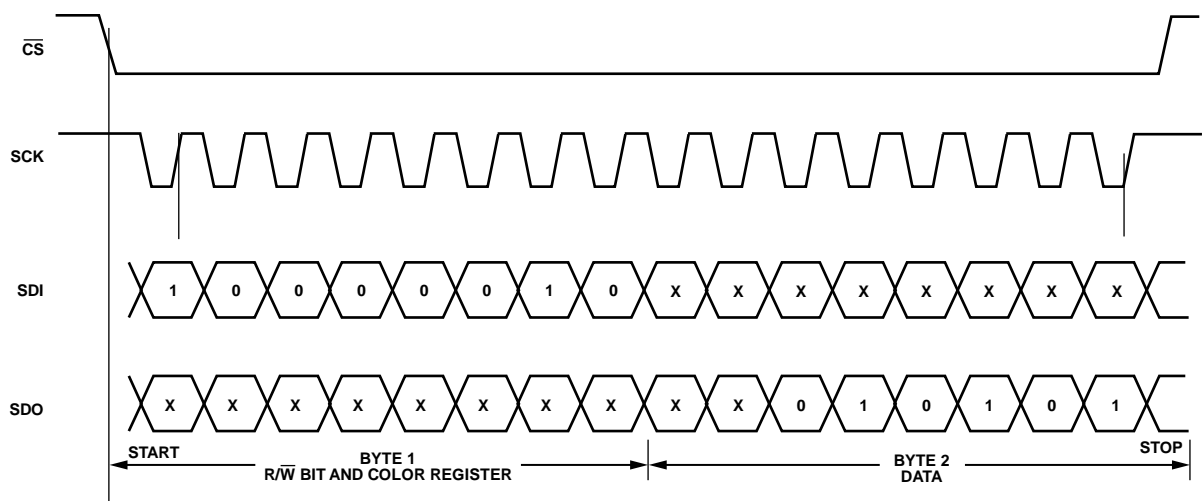 C̅S̅
SCK
SDI 1 0 0 0 0 0 1 0 X X X X X X X X
SDO X X X X X X X X X X 0 1 0 1 0 1
START STOP
BYTE 1 BYTE 2
R/W̅ BIT AND COLOR REGISTER DATA